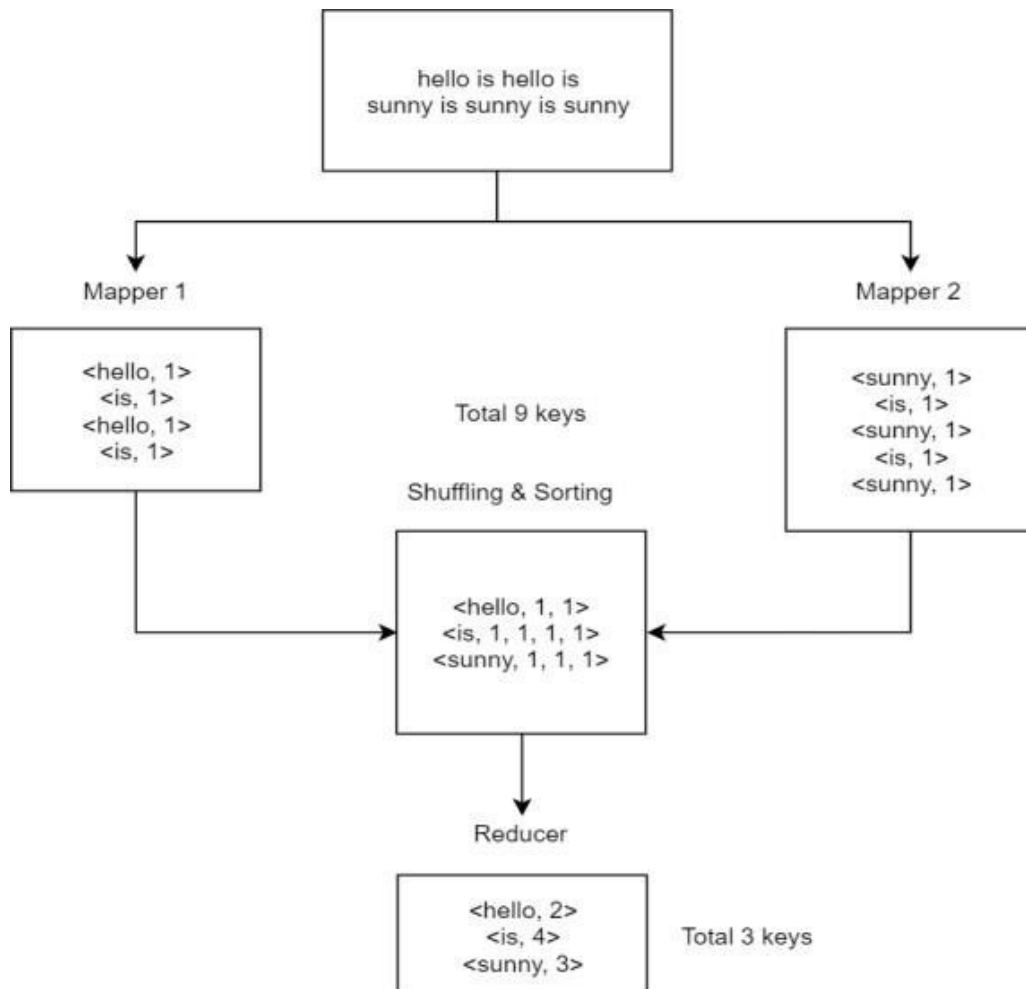 hello is hello is
sunny is sunny is sunny
Mapper 1
Mapper 2
<hello, 1>
<is, 1>
<hello, 1>
<is, 1>
Total 9 keys
<sunny, 1>
<is, 1>
<sunny, 1>
<is, 1>
<sunny, 1>
Shuffling & Sorting
<hello, 1, 1>
<is, 1, 1, 1, 1>
<sunny, 1, 1, 1>
Reducer
<hello, 2>
<is, 4>
<sunny, 3>
Total 3 keys